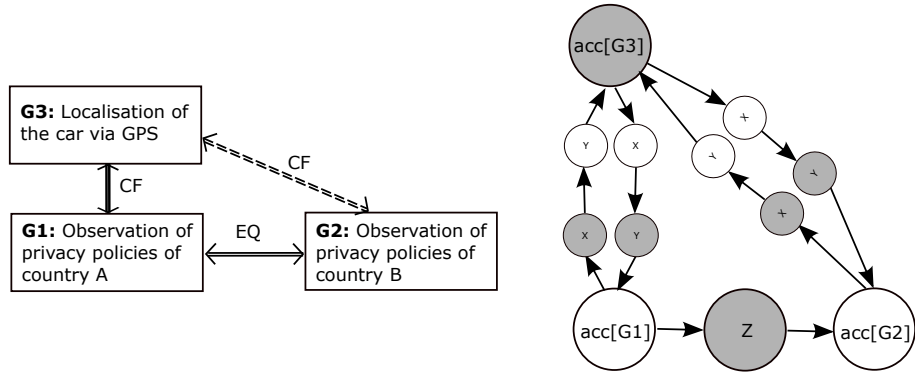 G3: Localisation of
the car via GPS
CF
CF
G1: Observation of
privacy policies of
country A
EQ
G2: Observation of
privacy policies of
country B
acc[G3]
Y
X
X
Y
X
Y
Y
X
acc[G1]
Z
acc[G2]